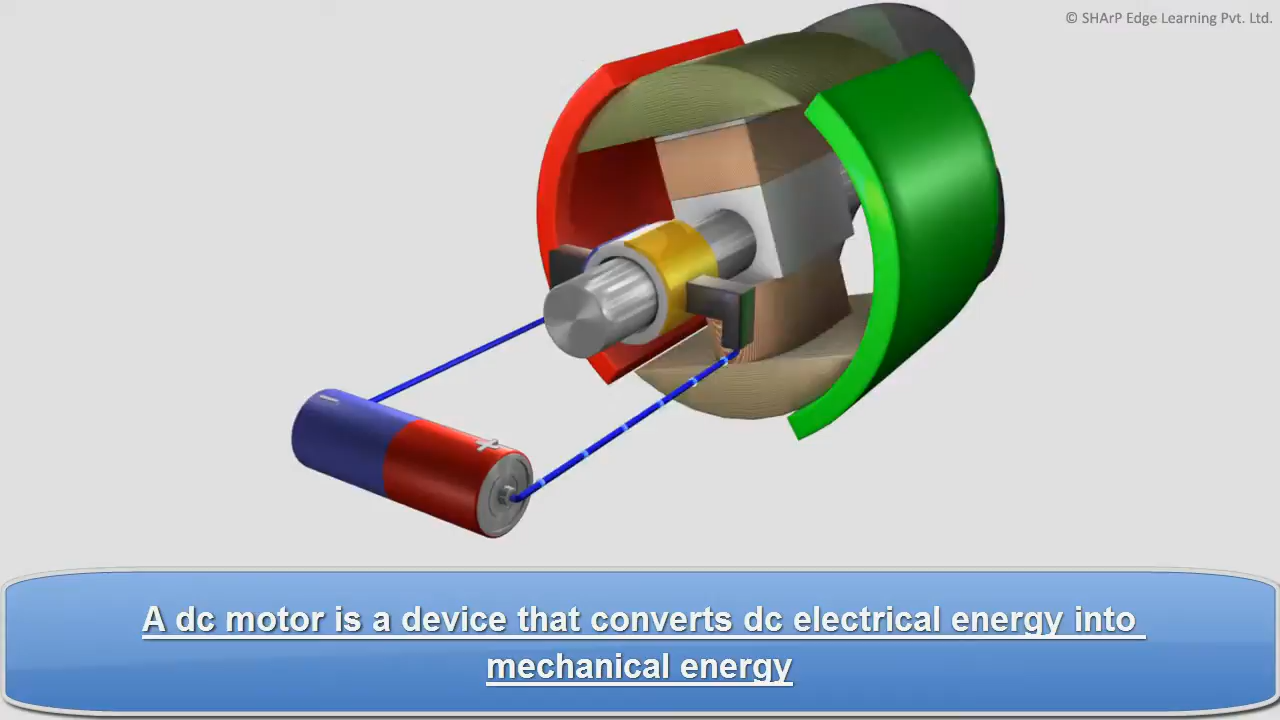 © SHArP Edge Learning Pvt. Ltd.
−
+
A dc motor is a device that converts dc electrical energy into
mechanical energy